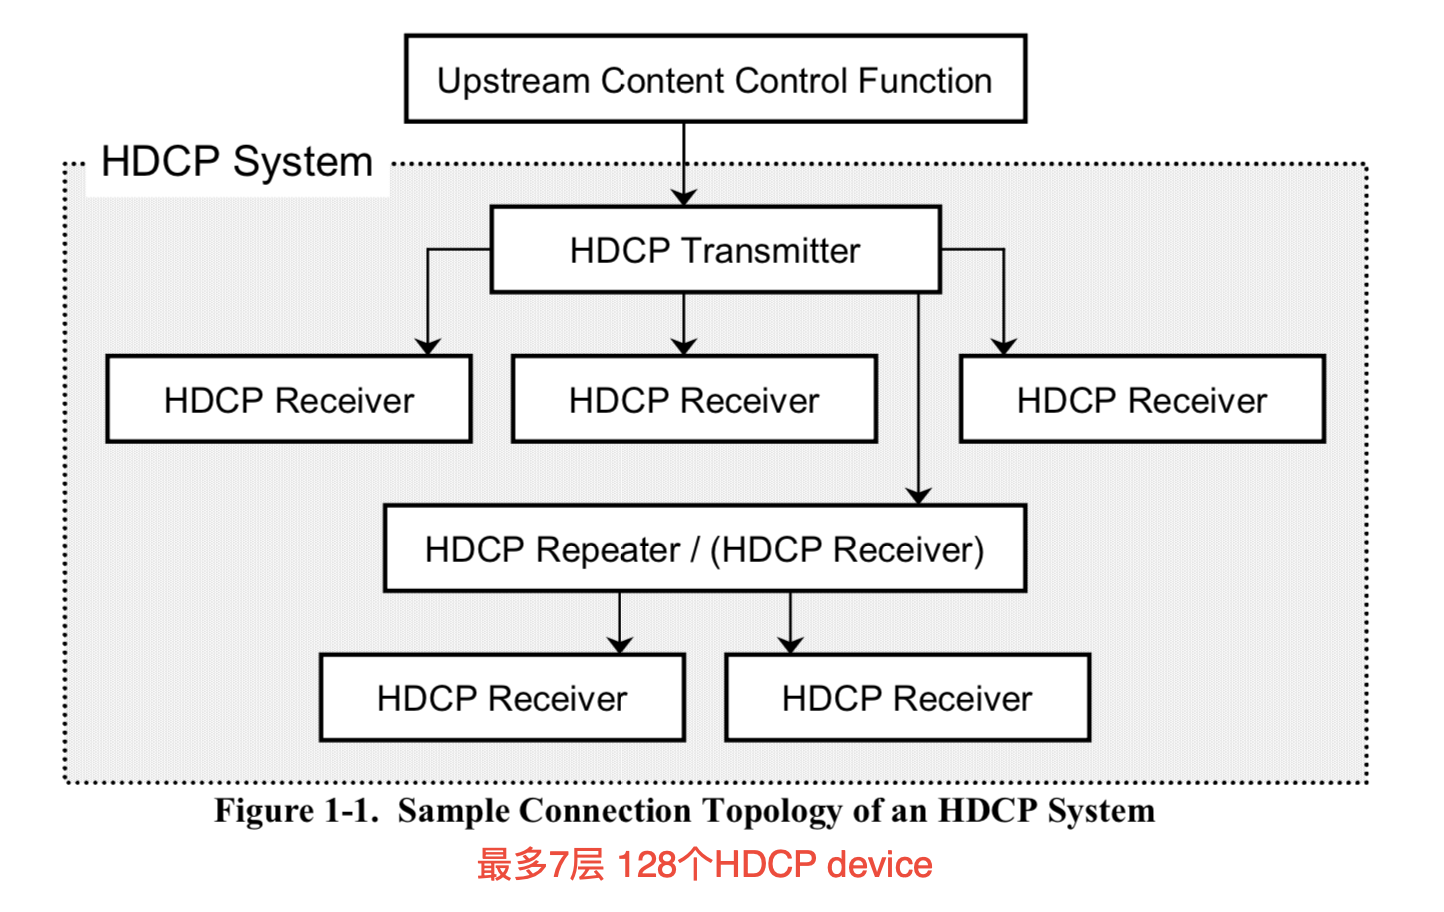 Upstream Content Control Function
HDCP System
HDCP Transmitter
HDCP Receiver
HDCP Receiver
HDCP Receiver
HDCP Repeater / (HDCP Receiver)
HDCP Receiver
HDCP Receiver
Figure 1-1. Sample Connection Topology of an HDCP System
最多7层 128个HDCP device